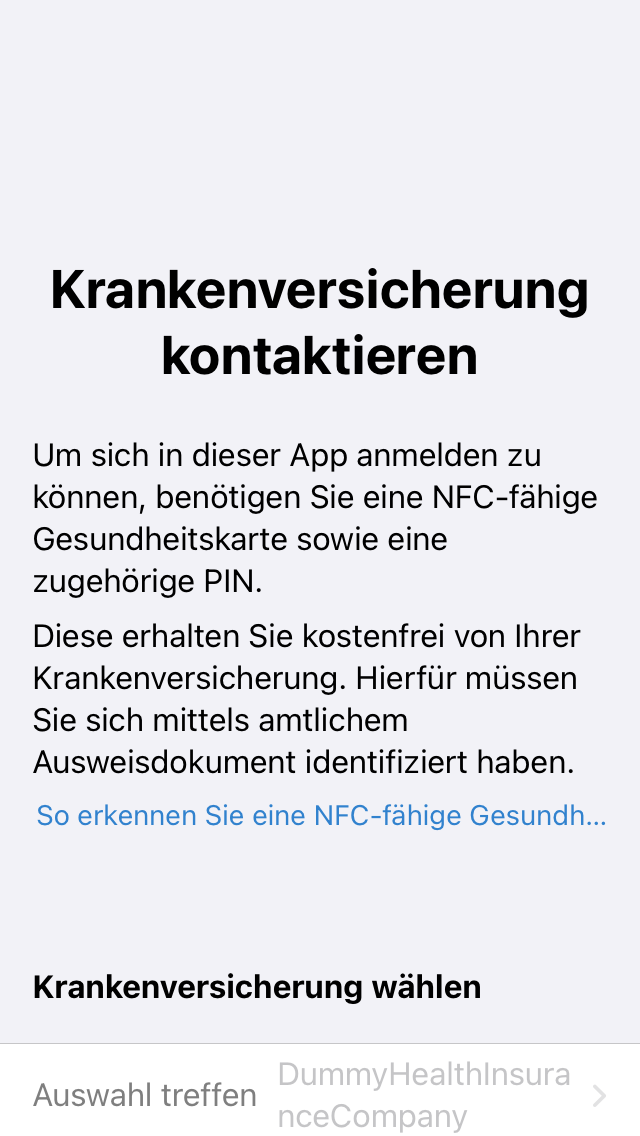 Krankenversicherung
kontaktieren
Um sich in dieser App anmelden zu
können, benötigen Sie eine NFC-fähige
Gesundheitskarte sowie eine
zugehörige PIN.
Diese erhalten Sie kostenfrei von Ihrer
Krankenversicherung. Hierfür müssen
Sie sich mittels amtlichem
Ausweisdokument identifiziert haben.
So erkennen Sie eine NFC-fähige Gesundh...
Krankenversicherung wählen
Auswahl treffen
DummyHealthInsura
nceCompany